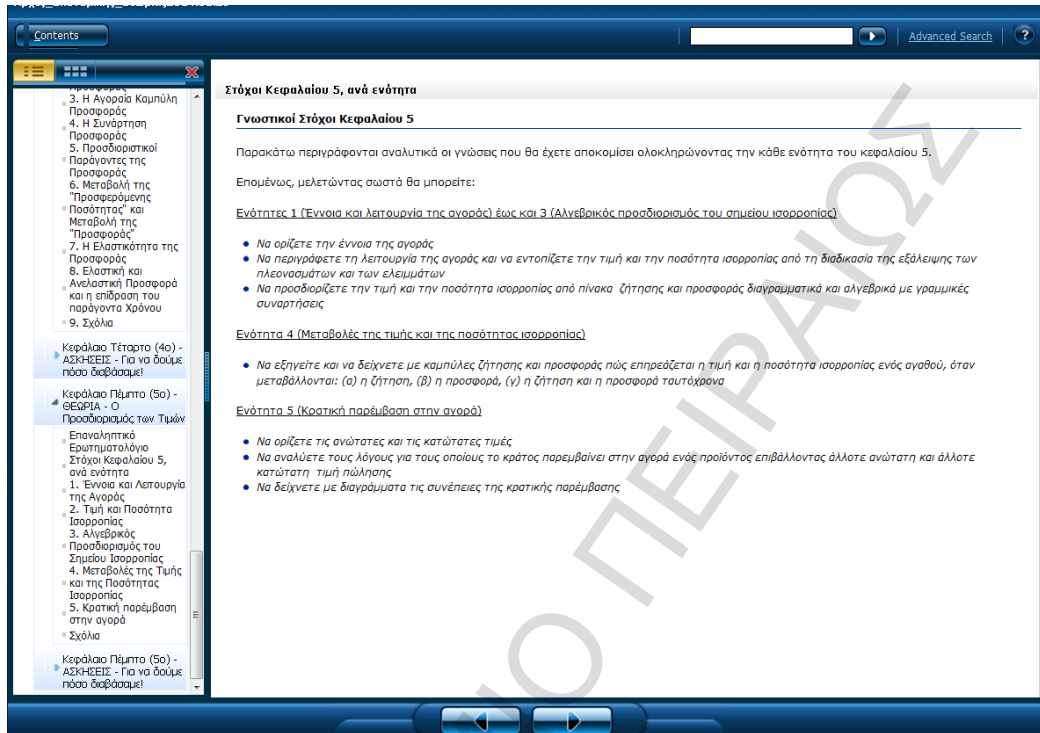 Contents
Advanced Search
?
3. Η Αγοραία Καμπύλη
Προσφοράς
4. Η Συνάρτηση
Προσφοράς
5. Προσδιοριστικοί
Παράγοντες της
Προσφοράς
6. Μεταβολή της
"Προσφερόμενης
Ποσότητας" και
Μεταβολή της
"Προσφοράς"
7. Η Ελαστικότητα της
Προσφοράς
8. Ελαστική και
Ανελαστική Προσφορά
και η επίδραση του
παράγοντα Χρόνου
9. Σχόλια
Κεφάλαιο Τέταρτο (4ο) -
ΑΣΚΗΣΕΙΣ - Για να δούμε
πόσο διαβάσαμε!
Κεφάλαιο Πέμπτο (5ο) -
ΘΕΩΡΙΑ - Ο
Προσδιορισμός των Τιμών
Επαναληπτικό
Ερωτηματολόγιο
Στόχοι Κεφαλαίου 5,
ανά ενότητα
1. Έννοια και Λειτουργία
της Αγοράς
2. Τιμή και Ποσότητα
Ισορροπίας
3. Αλγεβρικός
Προσδιορισμός του
Σημείου Ισορροπίας
4. Μεταβολές της Τιμής
και της Ποσότητας
Ισορροπίας
5. Κρατική παρέμβαση
στην αγορά
Σχόλια
Κεφάλαιο Πέμπτο (5ο) -
ΑΣΚΗΣΕΙΣ - Για να δούμε
πόσο διαβάσαμε!
Στόχοι Κεφαλαίου 5, ανά ενότητα
Γνωστικοί Στόχοι Κεφαλαίου 5
Παρακάτω περιγράφονται αναλυτικά οι γνώσεις που θα έχετε αποκομίσει ολοκληρώνοντας την κάθε ενότητα του κεφαλαίου 5.
Επομένως, μελετώντας σωστά θα μπορείτε:
Ενότητες 1 (Έννοια και λειτουργία της αγοράς) έως και 3 (Αλγεβρικός προσδιορισμός του σημείου ισορροπίας)
• Να ορίζετε την έννοια της αγοράς
• Να περιγράφετε τη λειτουργία της αγοράς και να εντοπίζετε την τιμή και την ποσότητα ισορροπίας από τη διαδικασία της εξάλειψης των
πλεονασμάτων και των ελειμμάτων
• Να προσδιορίζετε την τιμή και την ποσότητα ισορροπίας από πίνακα ζήτησης και προσφοράς διαγραμματικά και αλγεβρικά με γραμμικές
συναρτήσεις
Ενότητα 4 (Μεταβολές της τιμής και της ποσότητας ισορροπίας)
• Να εξηγείτε και να δείχνετε με καμπύλες ζήτησης και προσφοράς πώς επηρεάζεται η τιμή και η ποσότητα ισορροπίας ενός αγαθού, όταν
μεταβάλλονται: (α) η ζήτηση, (β) η προσφορά, (γ) η ζήτηση και η προσφορά ταυτόχρονα
Ενότητα 5 (Κρατική παρέμβαση στην αγορά)
• Να ορίζετε τις ανώτατες και τις κατώτατες τιμές
• Να αναλύετε τους λόγους για τους οποίους το κράτος παρεμβαίνει στην αγορά ενός προϊόντος επιβάλλοντας άλλοτε ανώτατη και άλλοτε
κατώτατη τιμή πώλησης
• Να δείχνετε με διαγράμματα τις συνέπειες της κρατικής παρέμβασης
ΠΕΙΡΑΙΩΣ